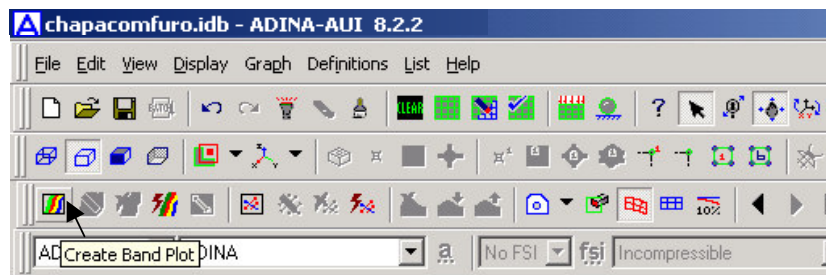 chapacomfuro.idb - ADINA-AUI 8.2.2
File Edit View Display Graph Definitions List Help
CLEAR
?
10%
AD
Create Band Plot
DINA
a
No FSI
fsi
Incompressible